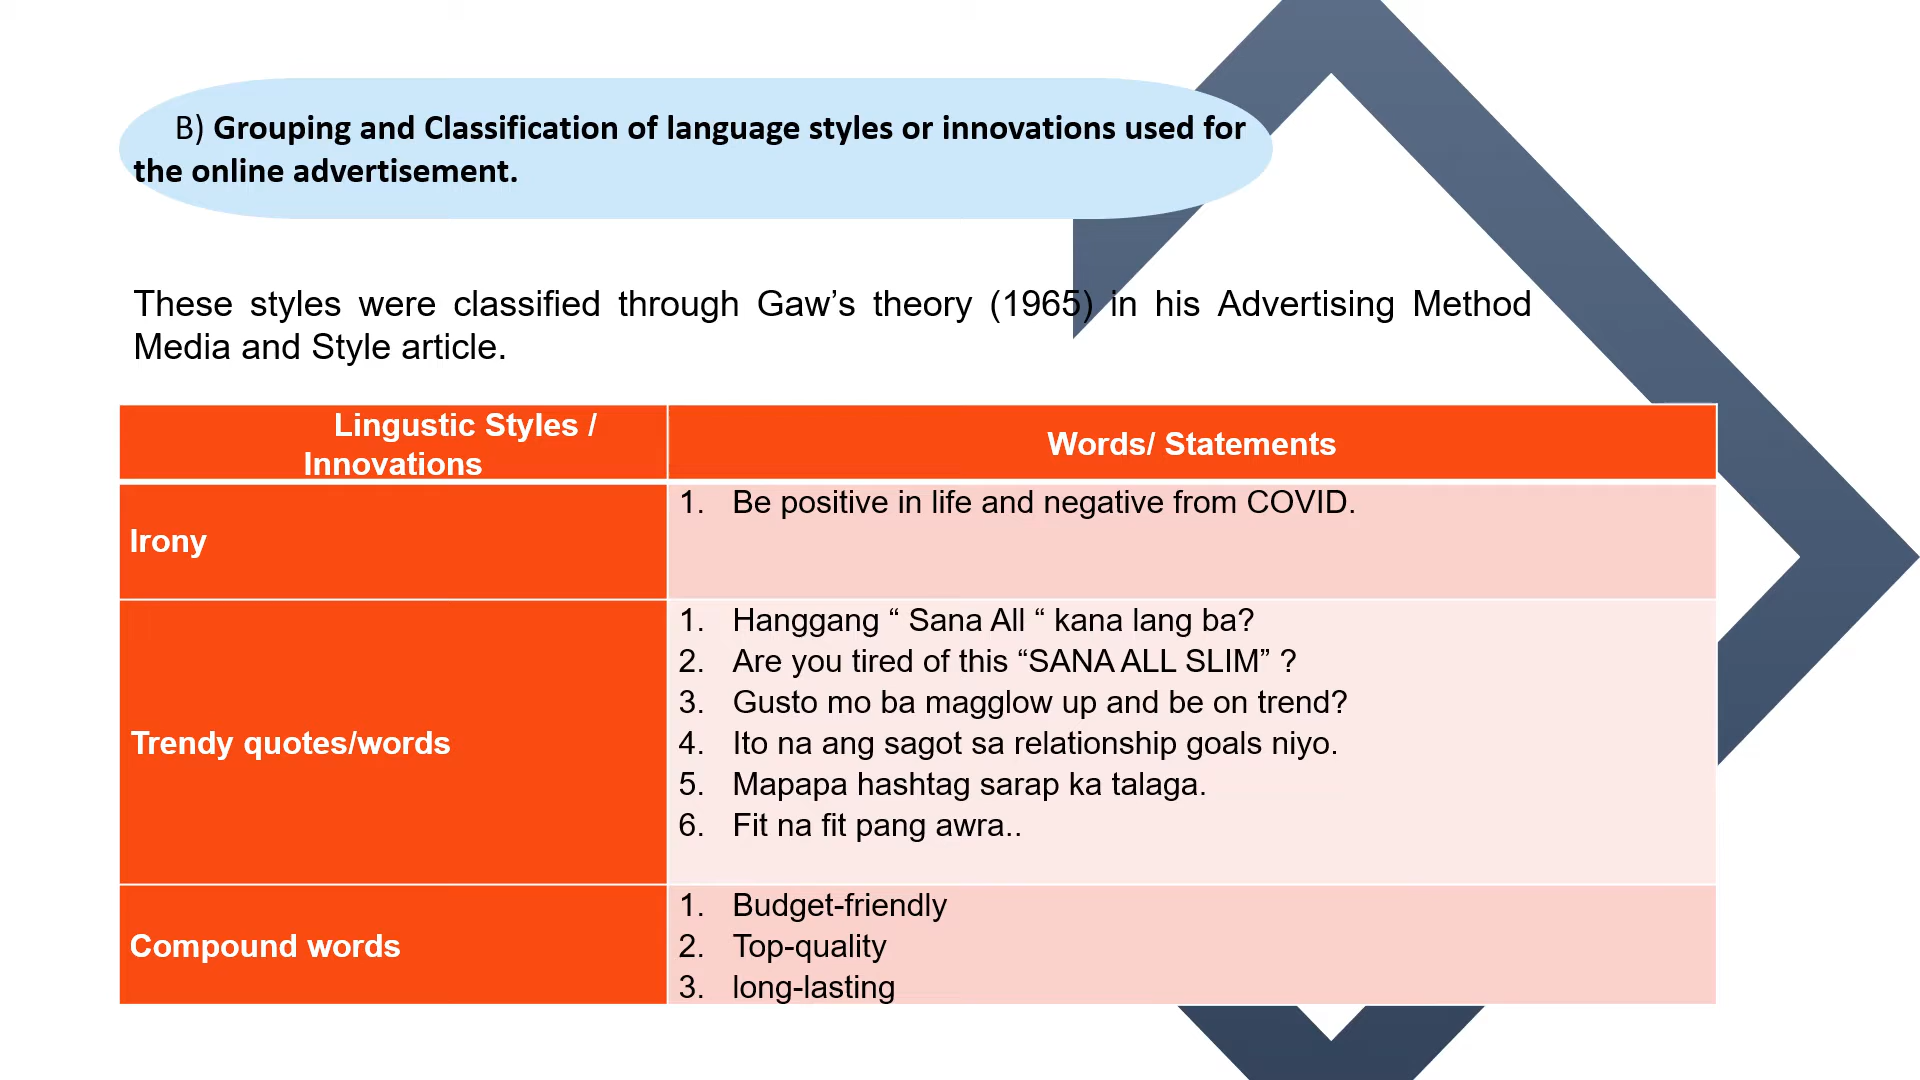 B) Grouping and Classification of language styles or innovations used for
the online advertisement.
These styles were classified through Gaw’s theory (1965) in his Advertising Method
Media and Style article.
Lingustic Styles /
Innovations
Words/ Statements
Irony
1. Be positive in life and negative from COVID.
Trendy quotes/words
1. Hanggang “ Sana All “ kana lang ba?
2. Are you tired of this “SANA ALL SLIM” ?
3. Gusto mo ba magglow up and be on trend?
4. Ito na ang sagot sa relationship goals niyo.
5. Mapapa hashtag sarap ka talaga.
6. Fit na fit pang awra..
Compound words
1. Budget-friendly
2. Top-quality
3. long-lasting